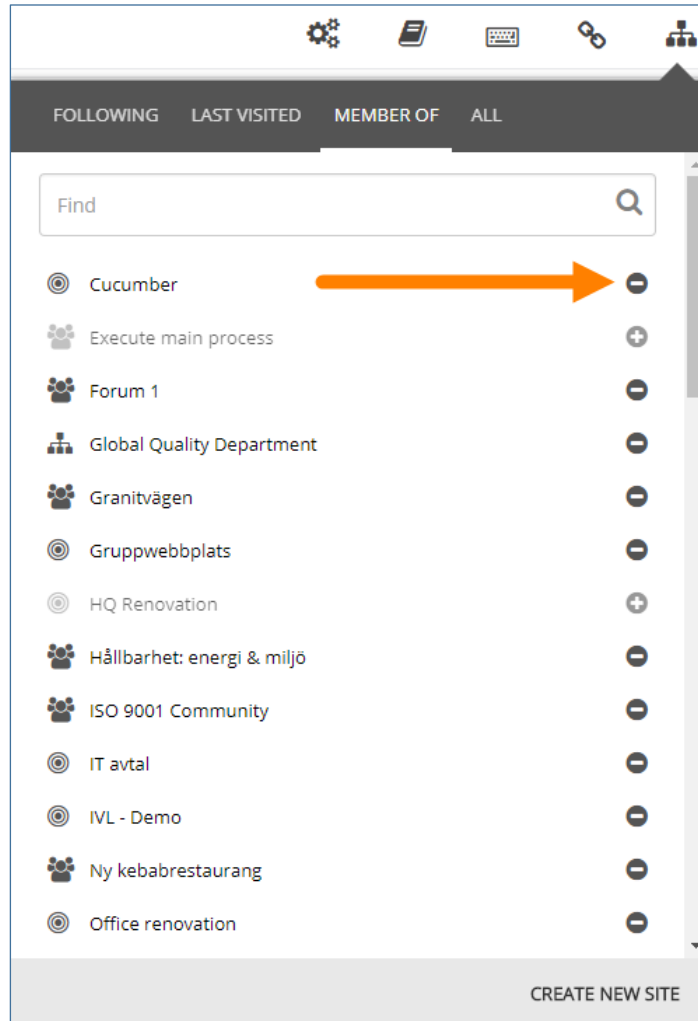 FOLLOWING LAST VISITED MEMBER OF ALL
Find
Cucumber
Execute main process
Forum 1
Global Quality Department
Granitvägen
Gruppwebbplats
HQ Renovation
Hållbarhet: energi & miljö
ISO 9001 Community
IT avtal
IVL - Demo
Ny kebabrestaurang
Office renovation
CREATE NEW SITE